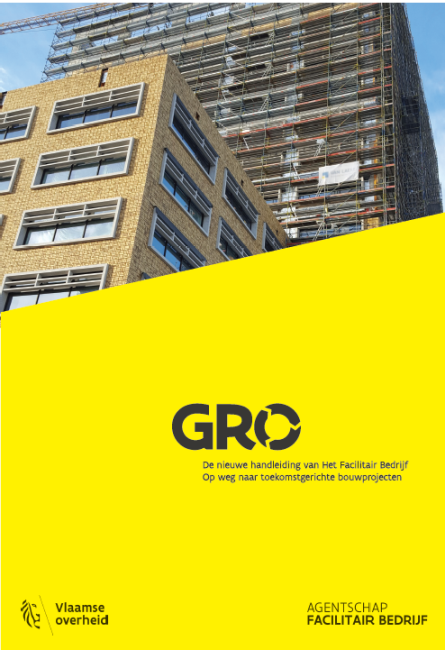 GRO
De nieuwe handleiding van Het Facilitair Bedrijf
Op weg naar toekomstgerichte bouwprojecten
Vlaamse
overheid
AGENTSCHAP
FACILITAIR BEDRIJF